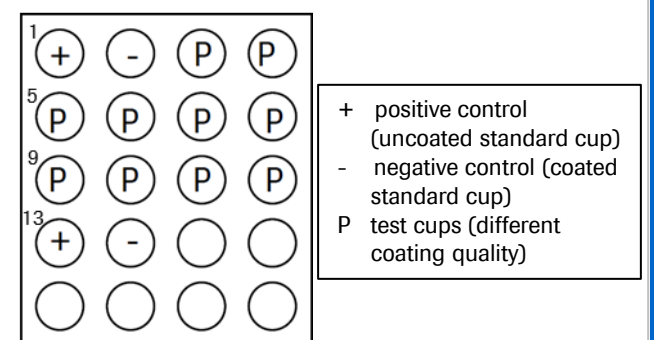 1 + - P P
5 P P P P
9 P P P P
13 + -
+ positive control
(uncoated standard cup)
- negative control (coated
standard cup)
P test cups (different
coating quality)